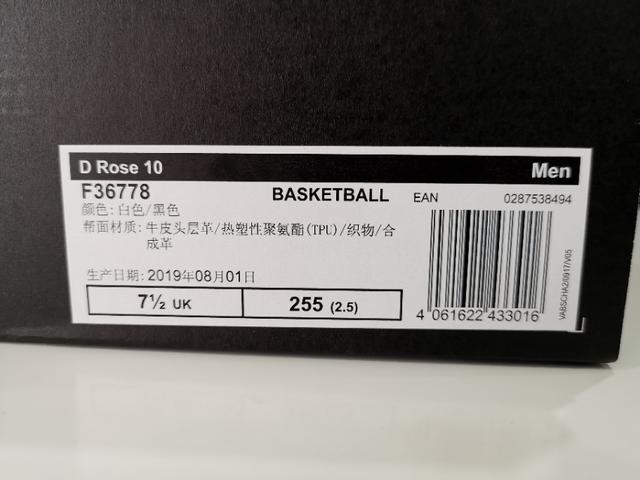 D Rose 10 Men
F36778 BASKETBALL EAN 0287538494
颜色: 白色/黑色
帮面材质: 牛皮头层革/热塑性聚氨酯(TPU)/织物/合
成革
生产日期: 2019年08月01日
7½ UK 255 (2.5)
4 061622 433016
VABSCHA2/0917/V05